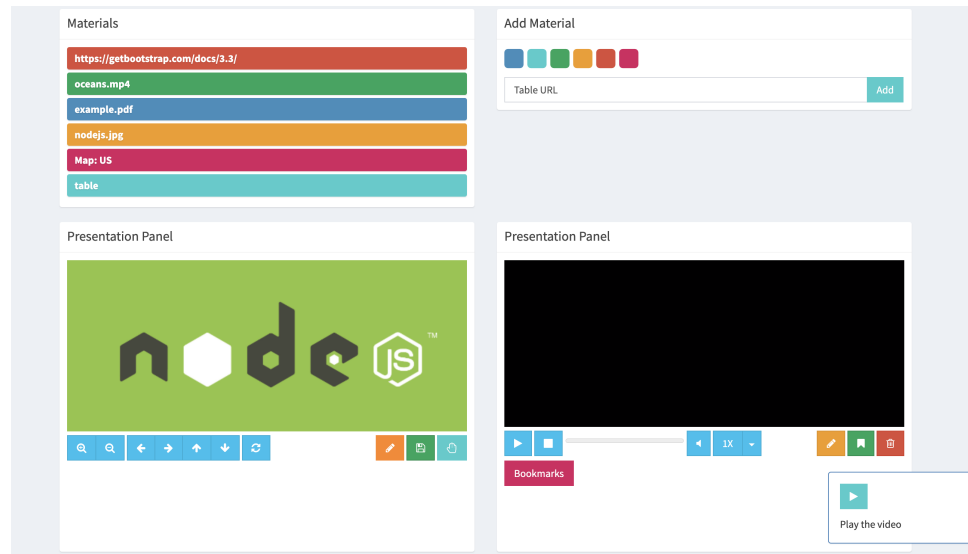 Materials
https://getbootstrap.com/docs/3.3/
oceans.mp4
example.pdf
nodejs.jpg
Map: US
table
Add Material
Table URL
Add
Presentation Panel
node JS ™
Presentation Panel
1X
Bookmarks
Play the video